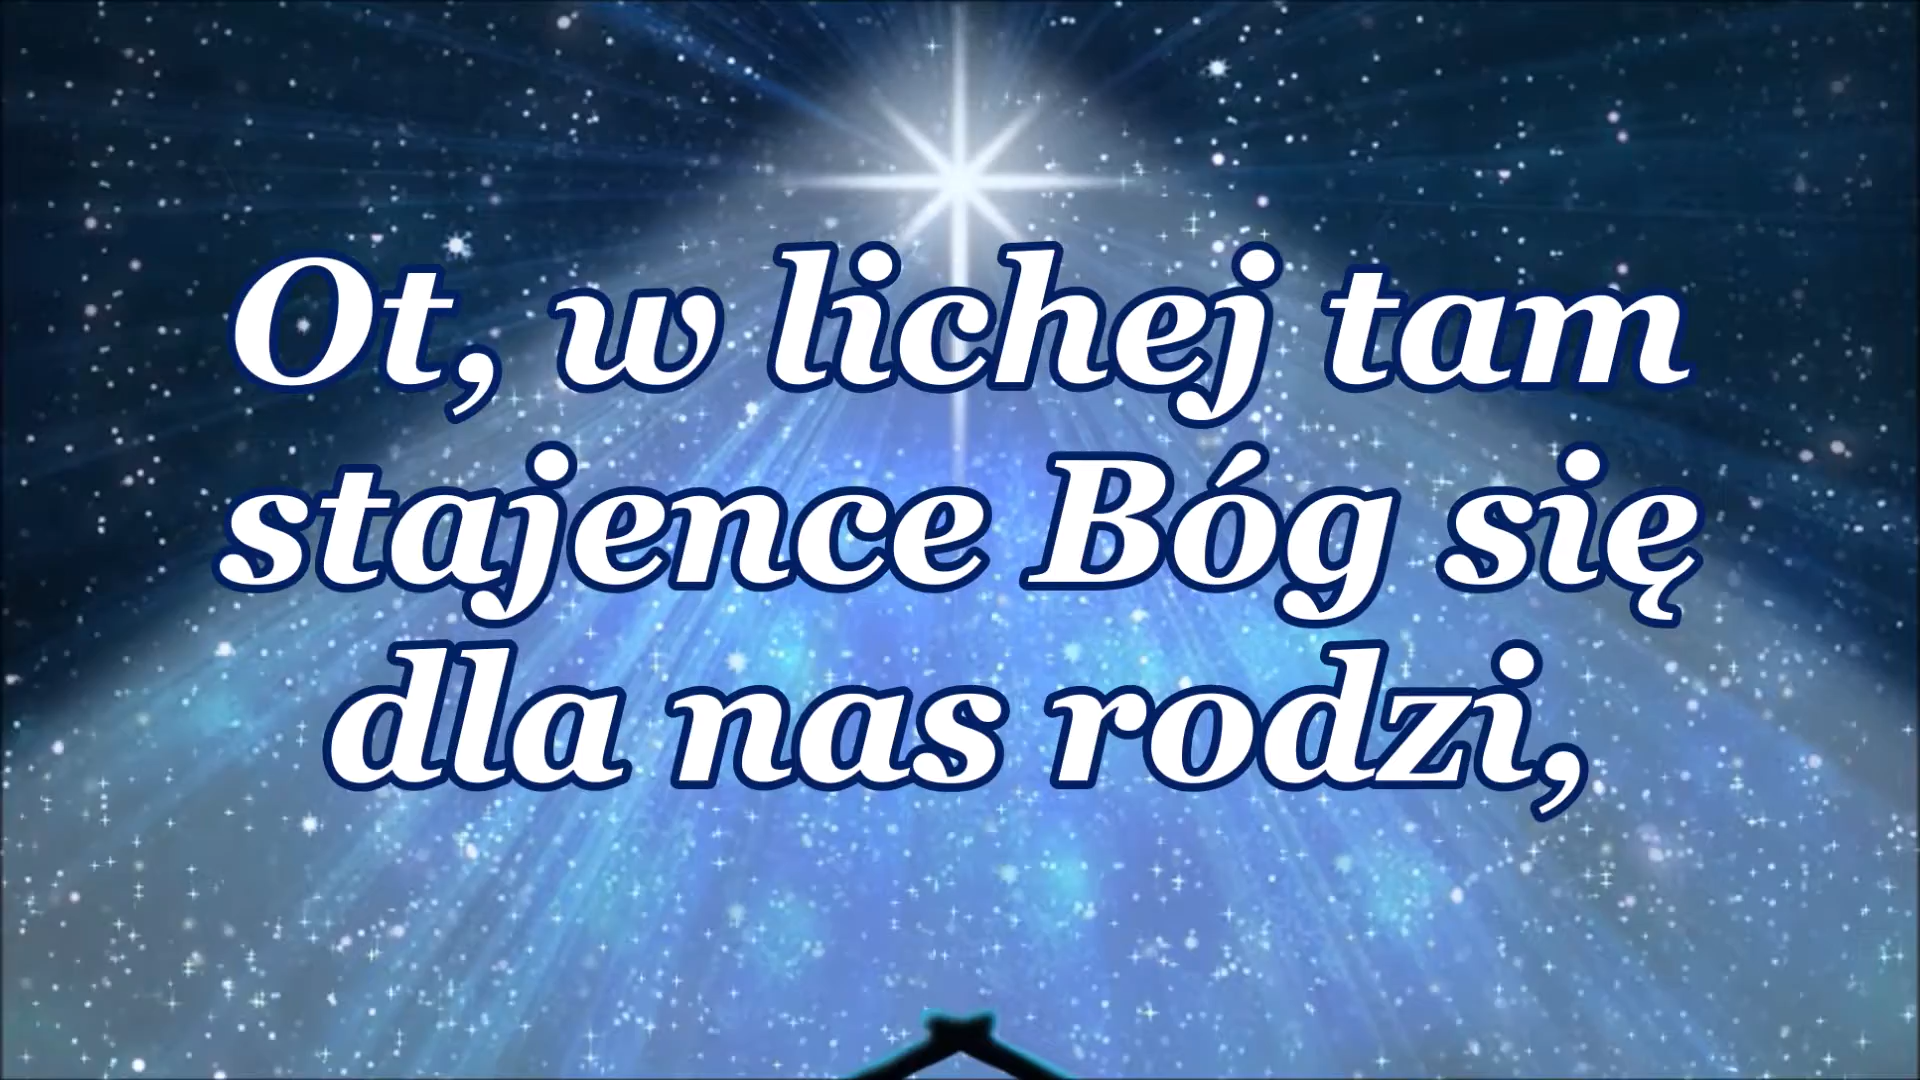 Ot, w lichej tam
stajence Bóg się
dla nas rodzi,